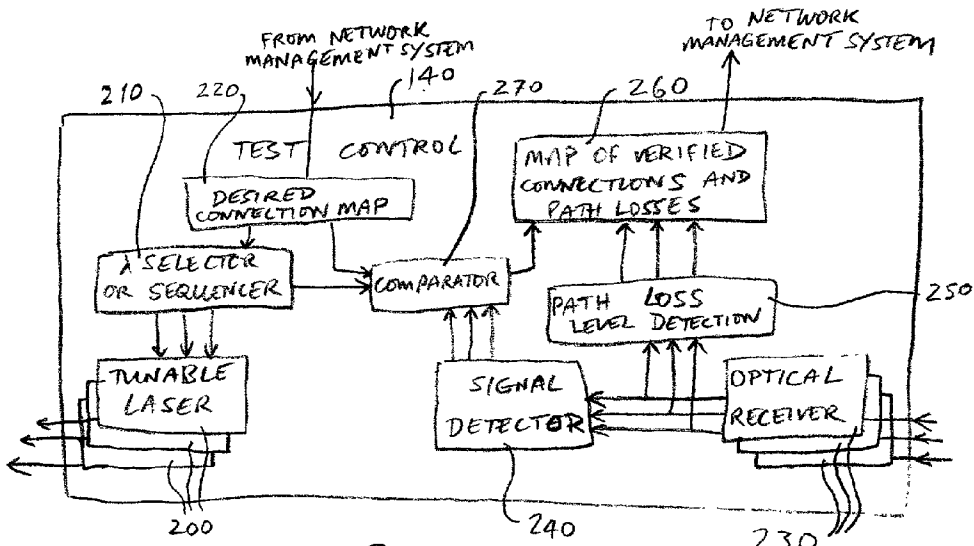 FROM NETWORK
MANAGEMENT SYSTEM
TO NETWORK
MANAGEMENT SYSTEM
140
210
220
270
260
TEST CONTROL
DESIRED
CONNECTION MAP
MAP OF VERIFIED
CONNECTIONS AND
PATH LOSSES
λ SELECTOR
OR SEQUENCER
COMPARATOR
PATH LOSS
LEVEL DETECTION
250
TUNABLE
LASER
SIGNAL
DETECTOR
OPTICAL
RECEIVER
200
240
230